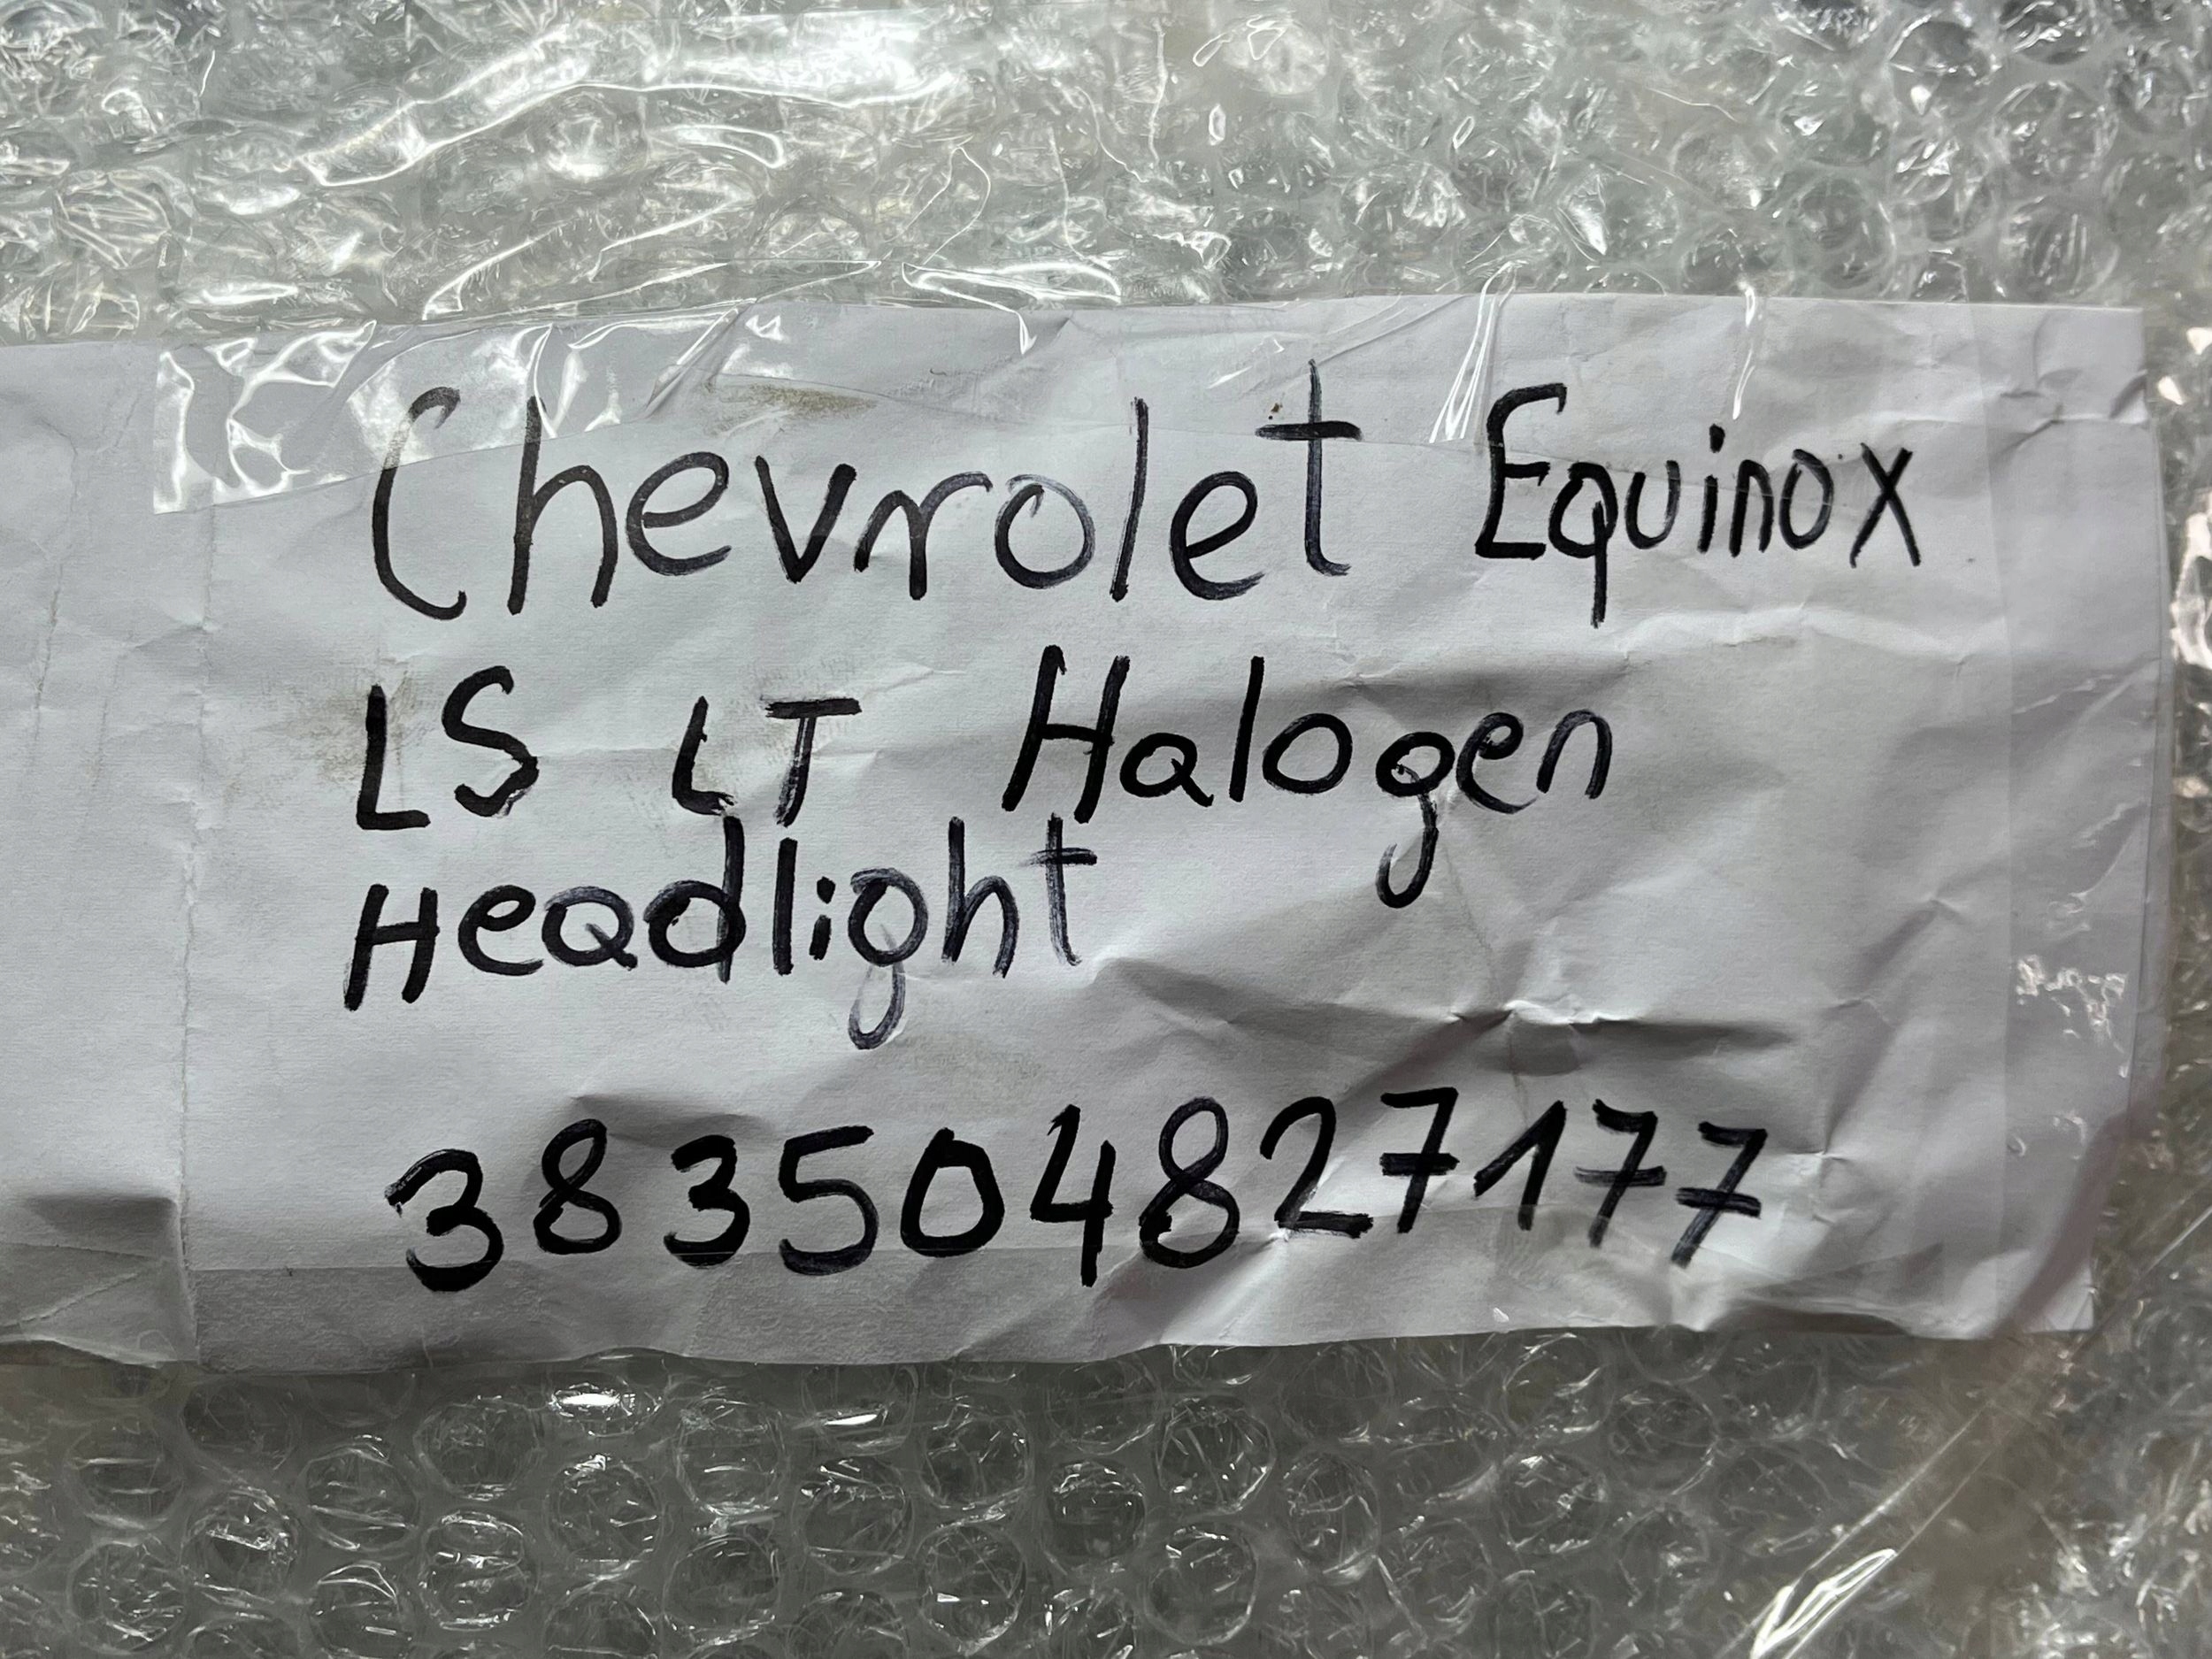 Chevrolet Equinox
LS LT Halogen
Headlight
383504827177